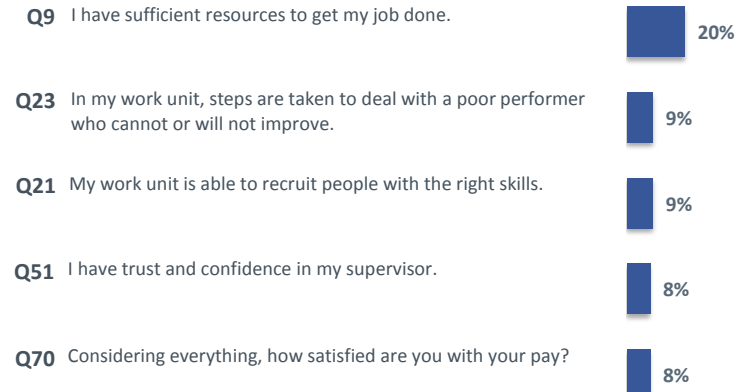 Q9 I have sufficient resources to get my job done. 20%
Q23 In my work unit, steps are taken to deal with a poor performer
who cannot or will not improve. 9%
Q21 My work unit is able to recruit people with the right skills. 9%
Q51 I have trust and confidence in my supervisor. 8%
Q70 Considering everything, how satisfied are you with your pay? 8%